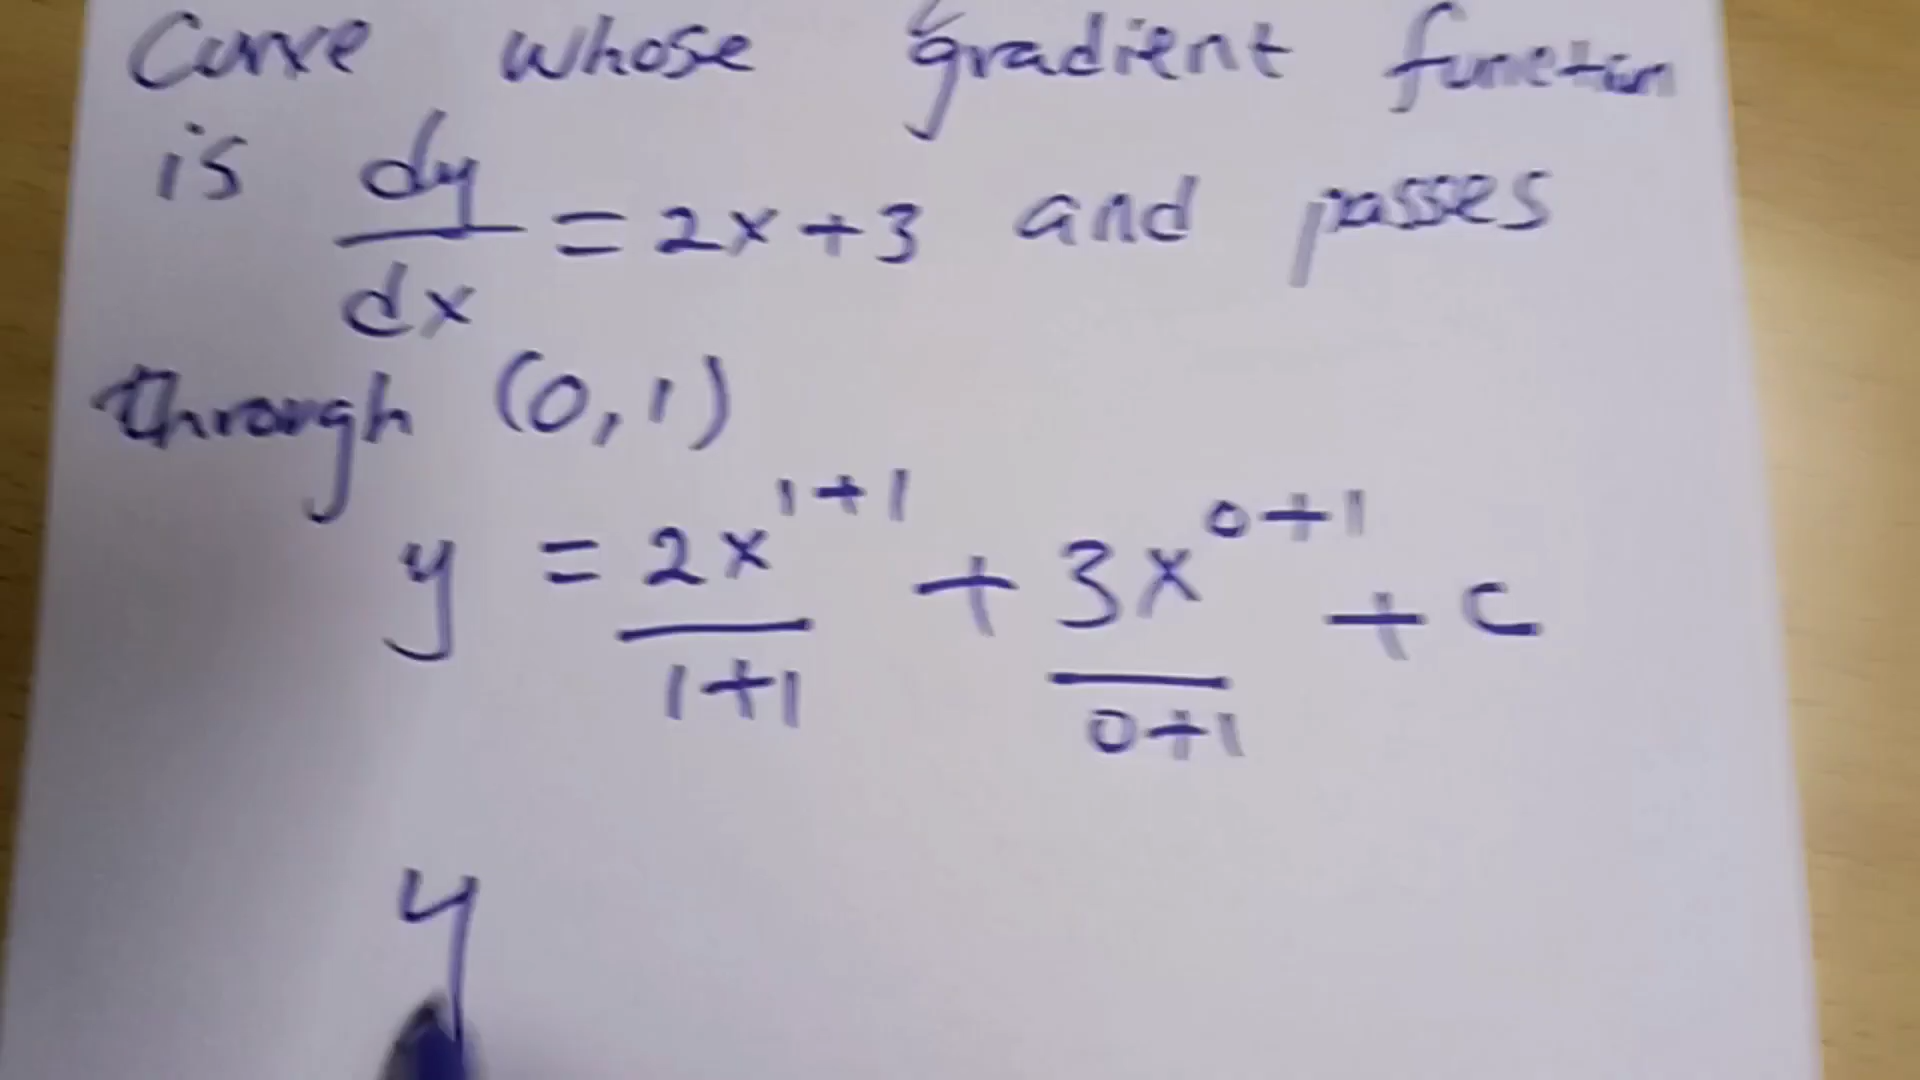 Curve whose gradient function
is dy/dx = 2x + 3 and passes
through (0, 1)
y = 2x^(1+1)/(1+1) + 3x^(0+1)/(0+1) + c
y